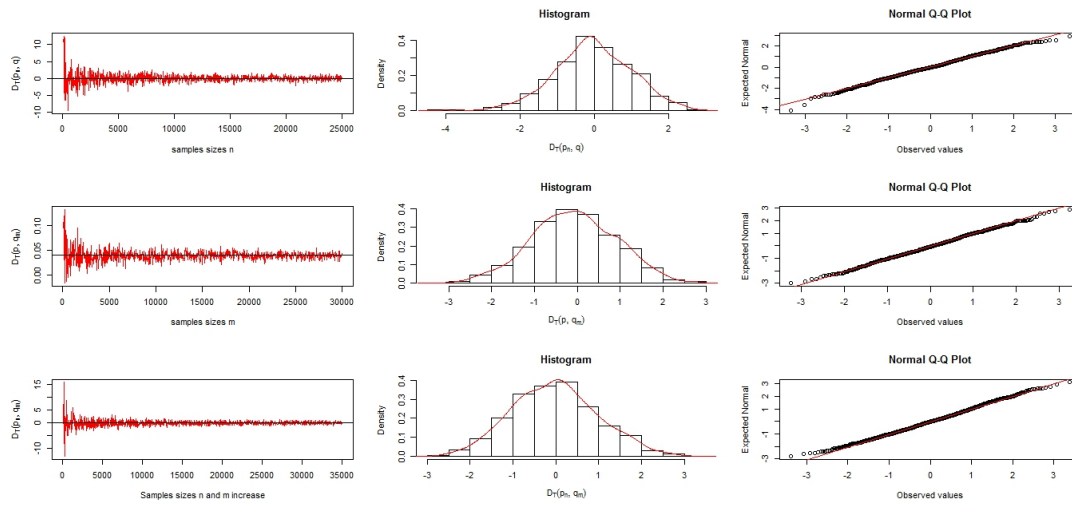 Histogram
Normal Q-Q Plot
D_T(p_n, q)
-10 -5 0 5 10
0 5000 10000 15000 20000 25000
samples sizes n
Density
0.0 0.2 0.4
-4 -2 0 2
D_T(p_n, q)
Expected Normal
-4 -2 0 2
-3 -2 -1 0 1 2 3
Observed values
Histogram
Normal Q-Q Plot
D_T(p, q_m)
0.00 0.05 0.10
0 5000 10000 15000 20000 25000 30000
samples sizes m
Density
0.0 0.1 0.2 0.3 0.4
-3 -2 -1 0 1 2 3
D_T(p, q_m)
Expected Normal
-3 -1 1 2 3
-3 -2 -1 0 1 2 3
Observed values
Histogram
Normal Q-Q Plot
D_T(p_n, q_m)
-10 0 5 15
0 5000 10000 15000 20000 25000 30000 35000
Samples sizes n and m increase
Density
0.0 0.1 0.2 0.3 0.4
-3 -2 -1 0 1 2 3
D_T(p_n, q_m)
Expected Normal
-3 -1 1 2 3
-3 -2 -1 0 1 2 3
Observed values